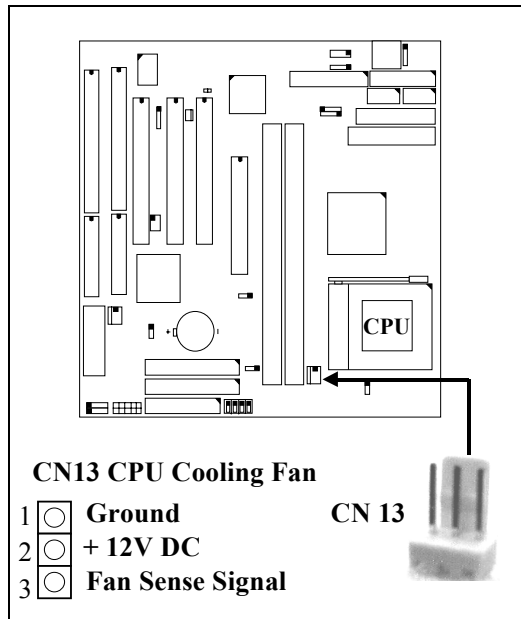 CPU
+ -
CN13 CPU Cooling Fan
1 Ground
2 + 12V DC
3 Fan Sense Signal
CN 13